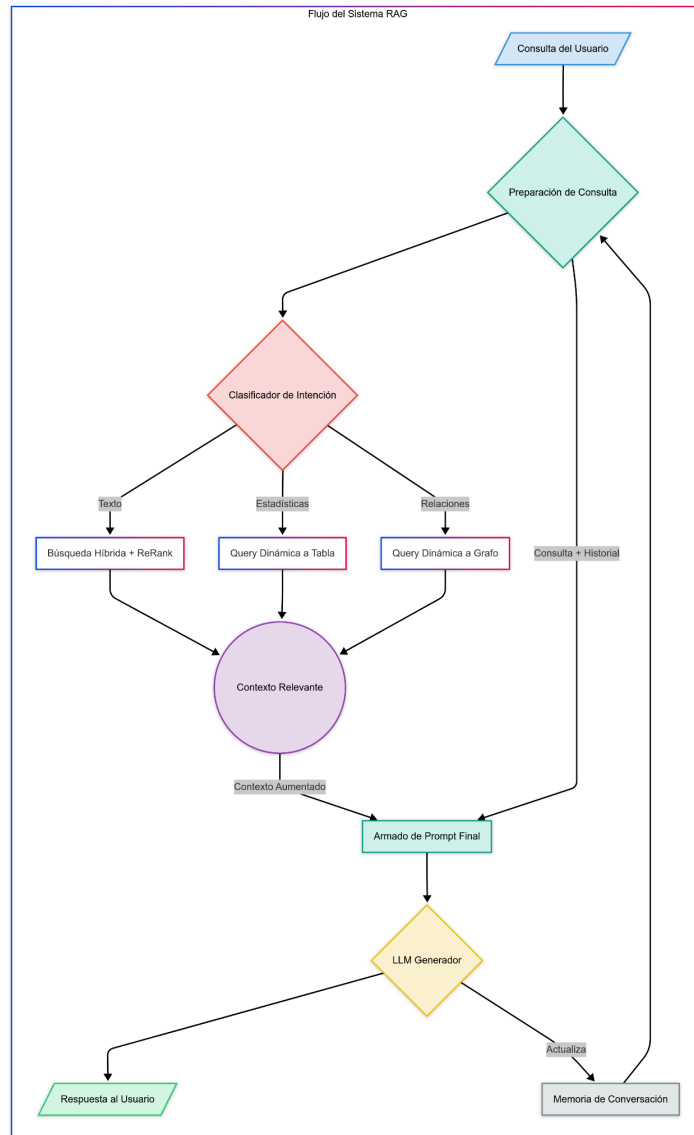 Flujo del Sistema RAG
Consulta del Usuario
Preparación de Consulta
Clasificador de Intención
Texto
Estadísticas
Relaciones
Búsqueda Híbrida + ReRank
Query Dinámica a Tabla
Query Dinámica a Grafo
Consulta + Historial
Contexto Relevante
Contexto Aumentado
Armado de Prompt Final
LLM Generador
Actualiza
Respuesta al Usuario
Memoria de Conversación